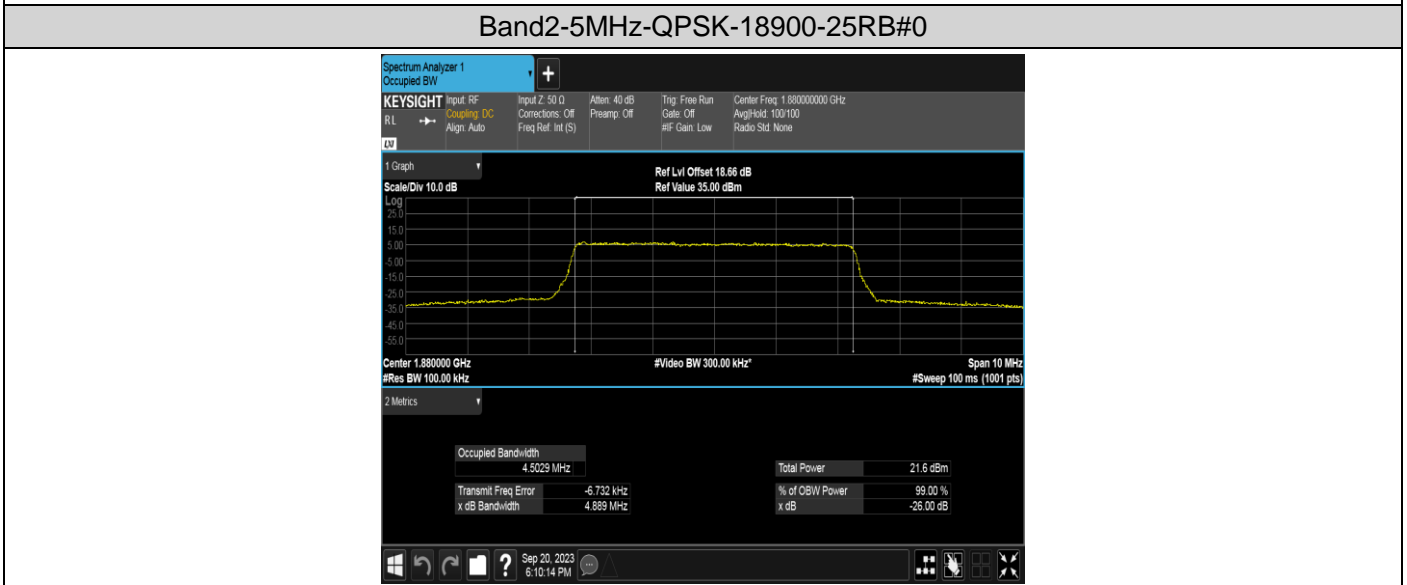 Band2-5MHz-QPSK-18900-25RB#0
Spectrum Analyzer 1
Occupied BW
+
KEYSIGHT Input: RF Input Z: 50 Ω Atten: 40 dB Trig: Free Run Center Freq: 1.880000000 GHz
RL Coupling: DC Corrections: Off Preamp: Off Gate: Off Avg|Hold: 100/100
Align: Auto Freq Ref: Int (S) #IF Gain: Low Radio Std: None
LXI
1 Graph Ref Lvl Offset 18.66 dB
Scale/Div 10.0 dB Ref Value 35.00 dBm
Log
25.0
15.0
5.00
-5.00
-15.0
-25.0
-35.0
-45.0
-55.0
Center 1.880000 GHz #Video BW 300.00 kHz* Span 10 MHz
#Res BW 100.00 kHz #Sweep 100 ms (1001 pts)
2 Metrics
Occupied Bandwidth
4.5029 MHz Total Power 21.6 dBm
Transmit Freq Error -6.732 kHz % of OBW Power 99.00 %
x dB Bandwidth 4.889 MHz x dB -26.00 dB
? Sep 20, 2023
6:10:14 PM